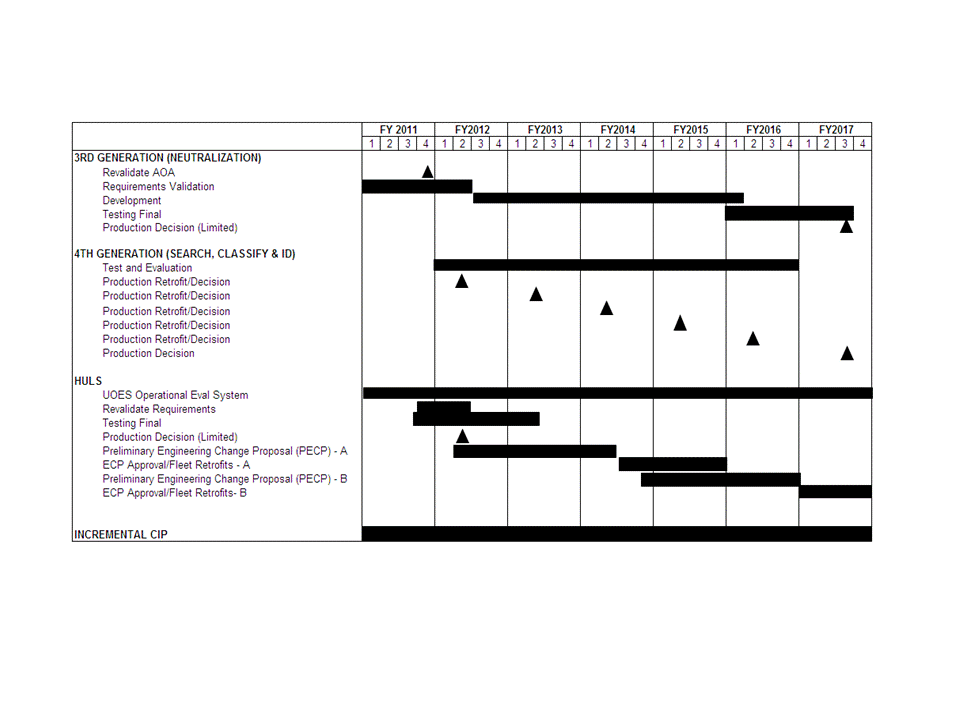 FY 2011 FY2012 FY2013 FY2014 FY2015 FY2016 FY2017
1 2 3 4 1 2 3 4 1 2 3 4 1 2 3 4 1 2 3 4 1 2 3 4 1 2 3 4
3RD GENERATION (NEUTRALIZATION)
Revalidate AOA
Requirements Validation
Development
Testing Final
Production Decision (Limited)
4TH GENERATION (SEARCH, CLASSIFY & ID)
Test and Evaluation
Production Retrofit/Decision
Production Retrofit/Decision
Production Retrofit/Decision
Production Retrofit/Decision
Production Retrofit/Decision
Production Decision
HULS
UOES Operational Eval System
Revalidate Requirements
Testing Final
Production Decision (Limited)
Preliminary Engineering Change Proposal (PECP) - A
ECP Approval/Fleet Retrofits - A
Preliminary Engineering Change Proposal (PECP) - B
ECP Approval/Fleet Retrofits- B
INCREMENTAL CIP